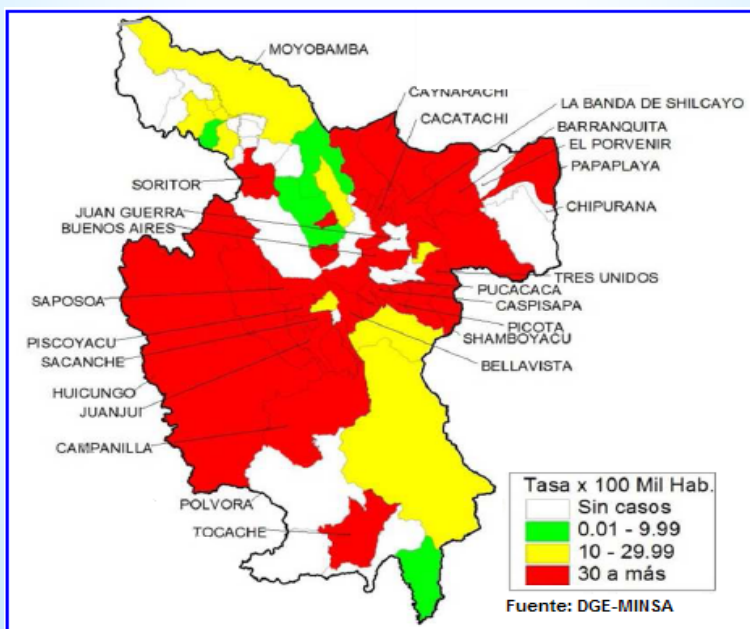 MOYOBAMBA
CAYNARACHI
LA BANDA DE SHILCAYO
CACATACHI
BARRANQUITA
EL PORVENIR
PAPAPLAYA
SORITOR
CHIPURANA
JUAN GUERRA
BUENOS AIRES
TRES UNIDOS
PUCACACA
SAPOSOA
CASPISAPA
PICOTA
PISCOYACU
SHAMBOYACU
SACANCHE
BELLAVISTA
HUICUNGO
JUANJUI
CAMPANILLA
POLVORA
TOCACHE
Tasa x 100 Mil Hab.
Sin casos
0.01 - 9.99
10 - 29.99
30 a más
Fuente: DGE-MINSA